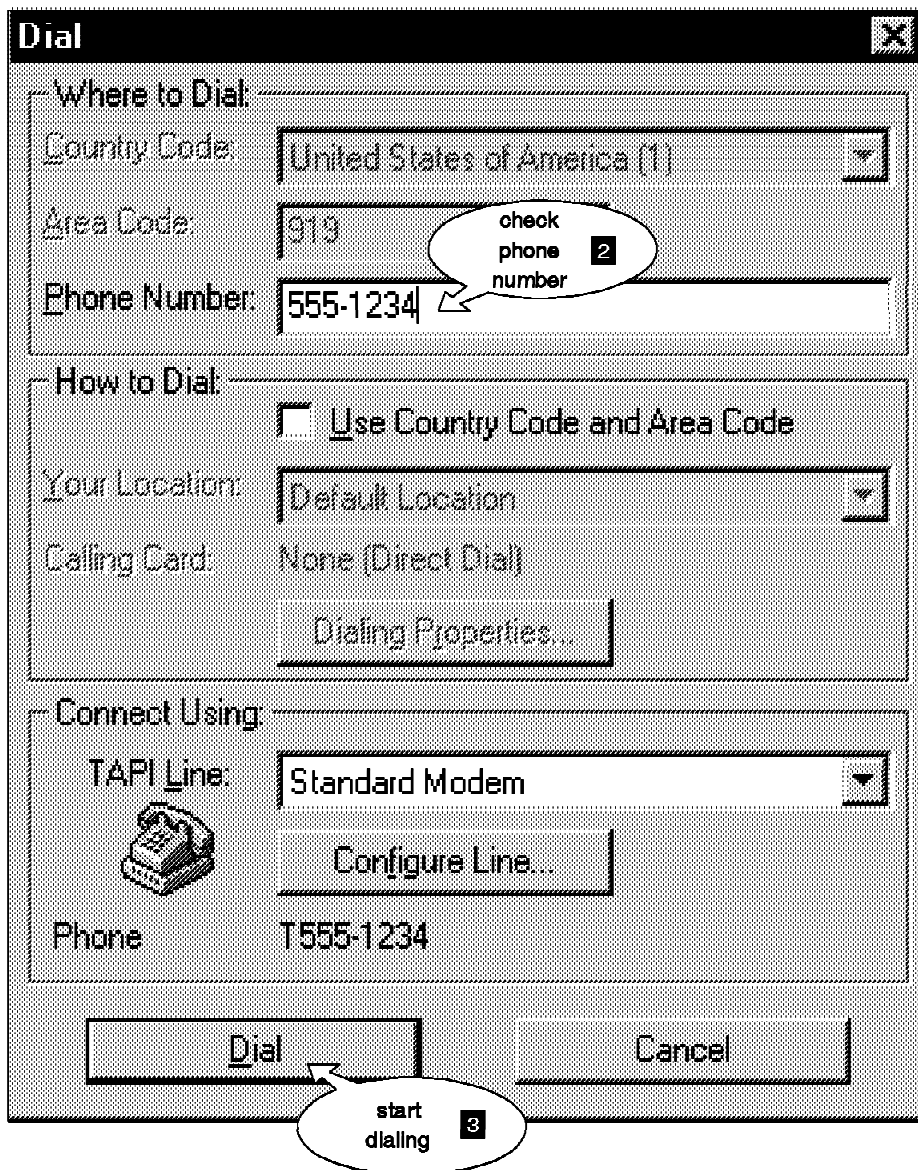 Dial
Where to Dal:
Country Code: United States of America (1)
Area Code: 919
check
phone 2
number
Phone Number: 555-1234
How to Dial:
Use Country Code and Area Code
Your Location: Default Location
Calling Card: None (Direct Dial)
Dialing Properties...
Connect Using:
TAPI Line: Standard Modem
Configure Line...
Phone T555-1234
Dial Cancel
start
dialing 3